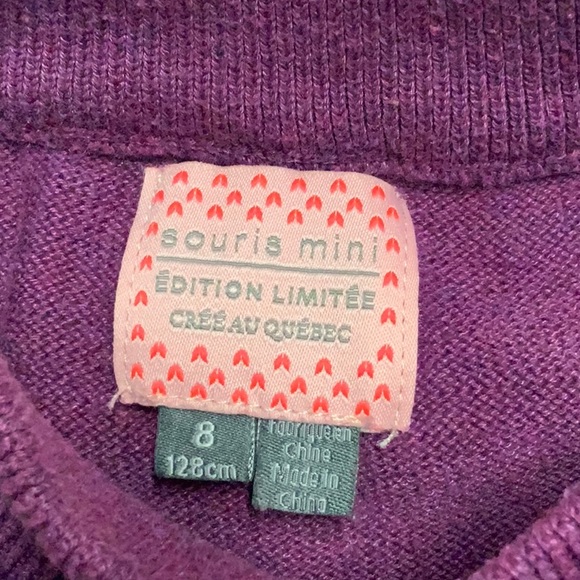 souris mini
ÉDITION LIMITÉE
CRÉÉ AU QUÉBEC
8
128cm
Fabriqué en
Chine
Made in
China